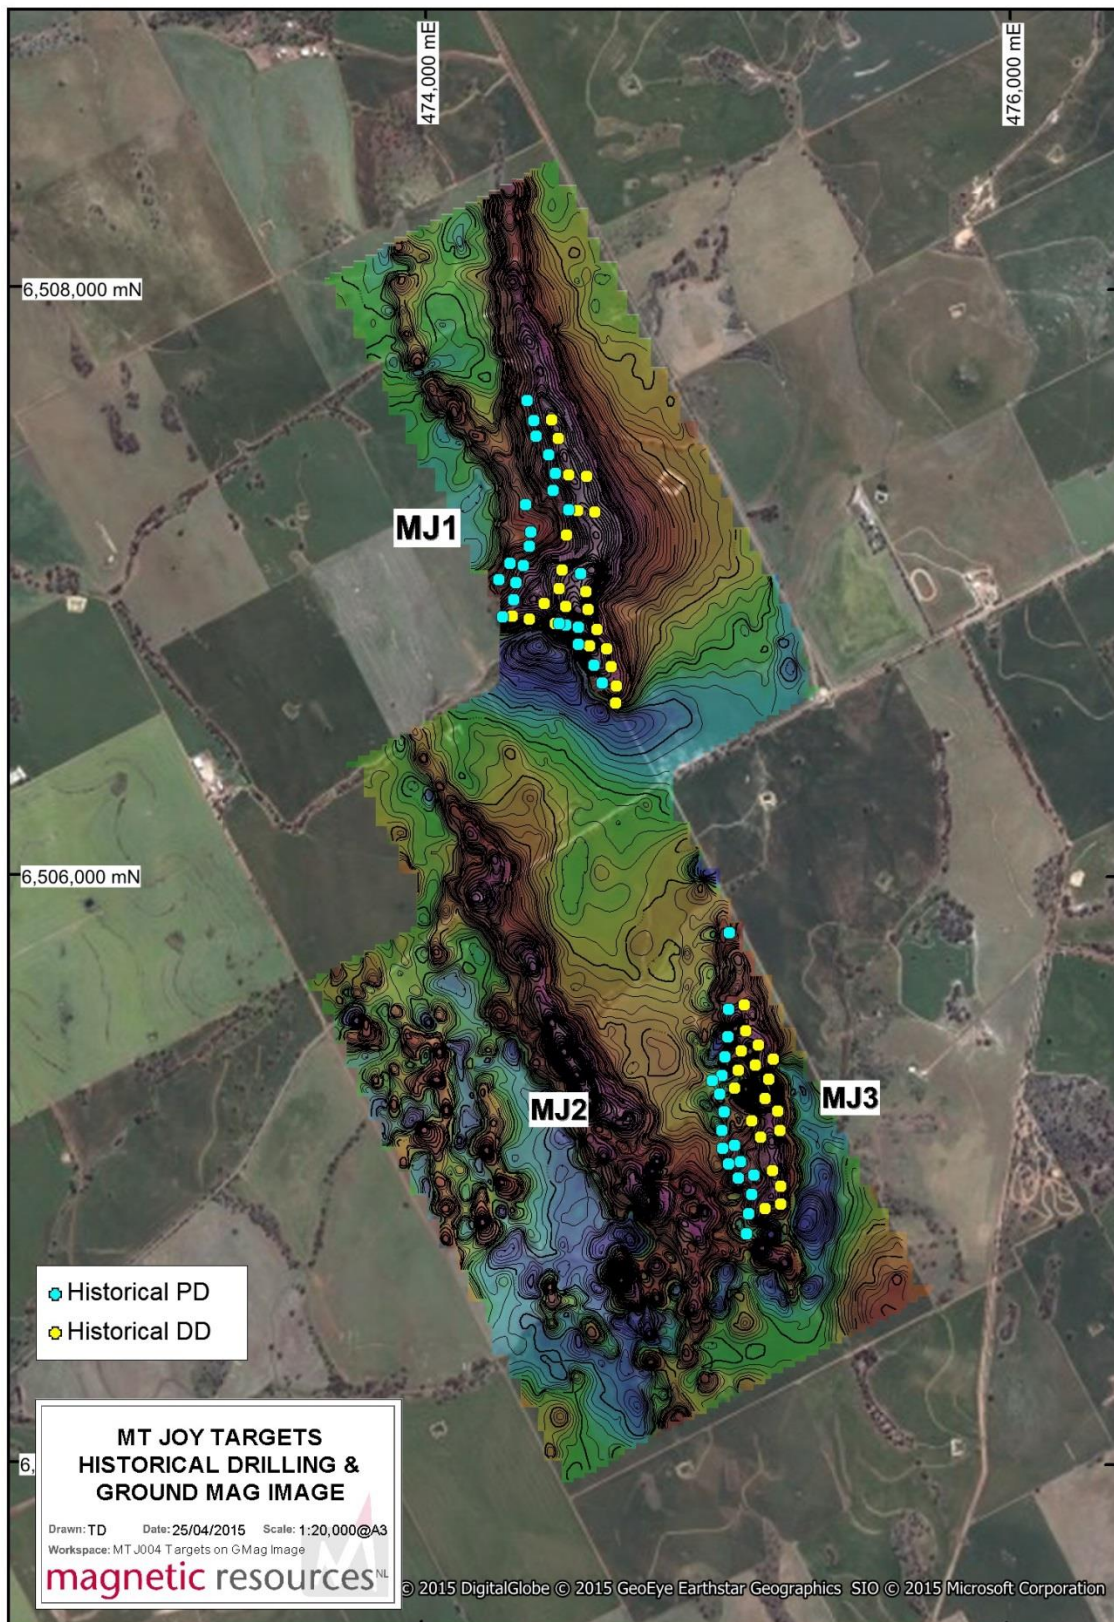 474,000 mE
476,000 mE
6,508,000 mN
MJ1
6,506,000 mN
MJ2
MJ3
Historical PD
Historical DD
6,
MT JOY TARGETS
HISTORICAL DRILLING &
GROUND MAG IMAGE
Drawn: TD Date: 25/04/2015 Scale: 1:20,000@A3
Workspace: MTJ004 Targets on GMag Image
magnetic resources NL
© 2015 DigitalGlobe © 2015 GeoEye Earthstar Geographics SIO © 2015 Microsoft Corporation